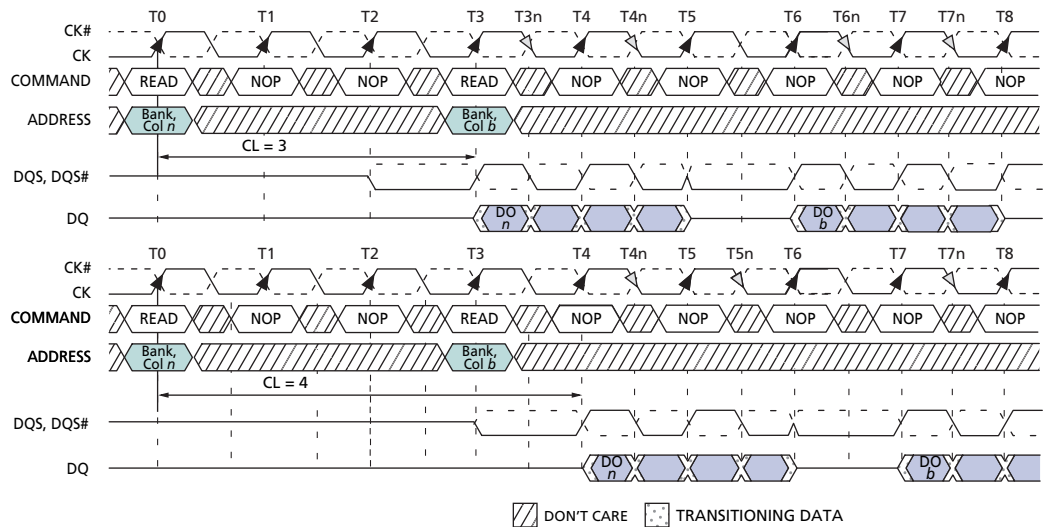 T0 T1 T2 T3 T3n T4 T4n T5 T6 T6n T7 T7n T8
CK#
CK
COMMAND READ NOP NOP READ NOP NOP NOP NOP NOP
ADDRESS Bank, Col n Bank, Col b
CL = 3
DQS, DQS#
DQ DO n DO b
T0 T1 T2 T3 T4 T4n T5 T5n T6 T7 T7n T8
CK#
CK
COMMAND READ NOP NOP READ NOP NOP NOP NOP NOP
ADDRESS Bank, Col n Bank, Col b
CL = 4
DQS, DQS#
DQ DO n DO b
DON'T CARE TRANSITIONING DATA